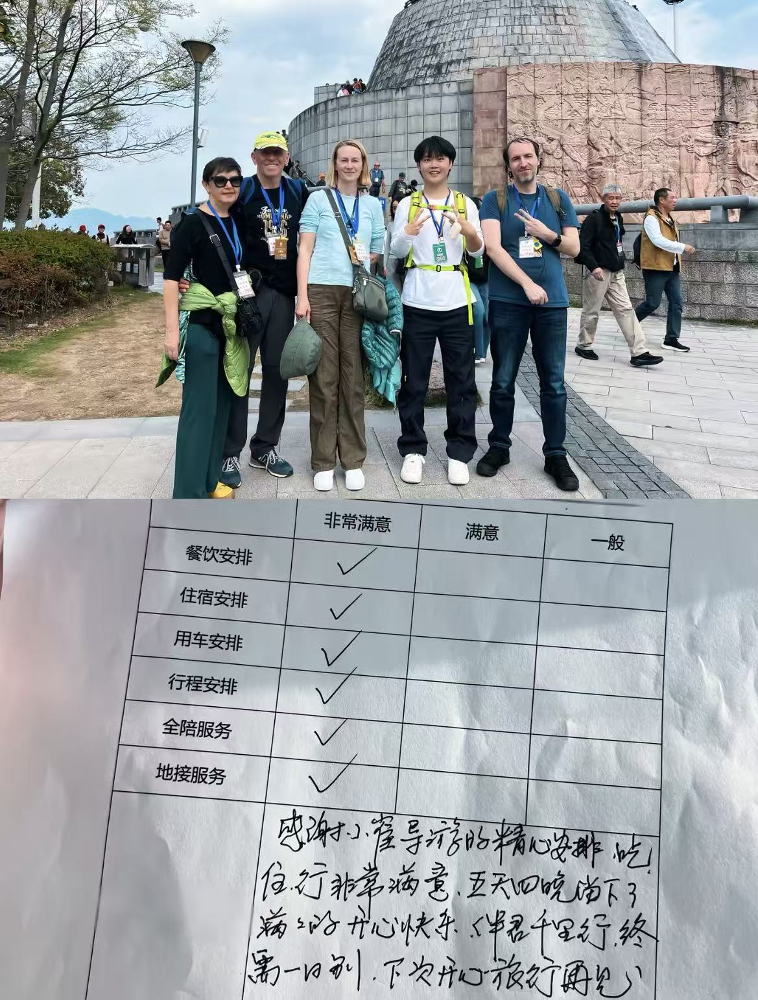 非常满意 满意 一般
餐饮安排
住宿安排
用车安排
行程安排
全陪服务
地接服务
感谢小崔导游的精心安排、吃
住行非常满意、五天四晚留下了
满々的开心快乐、伴君千里行、终
需一日别、下次开心旅行再见